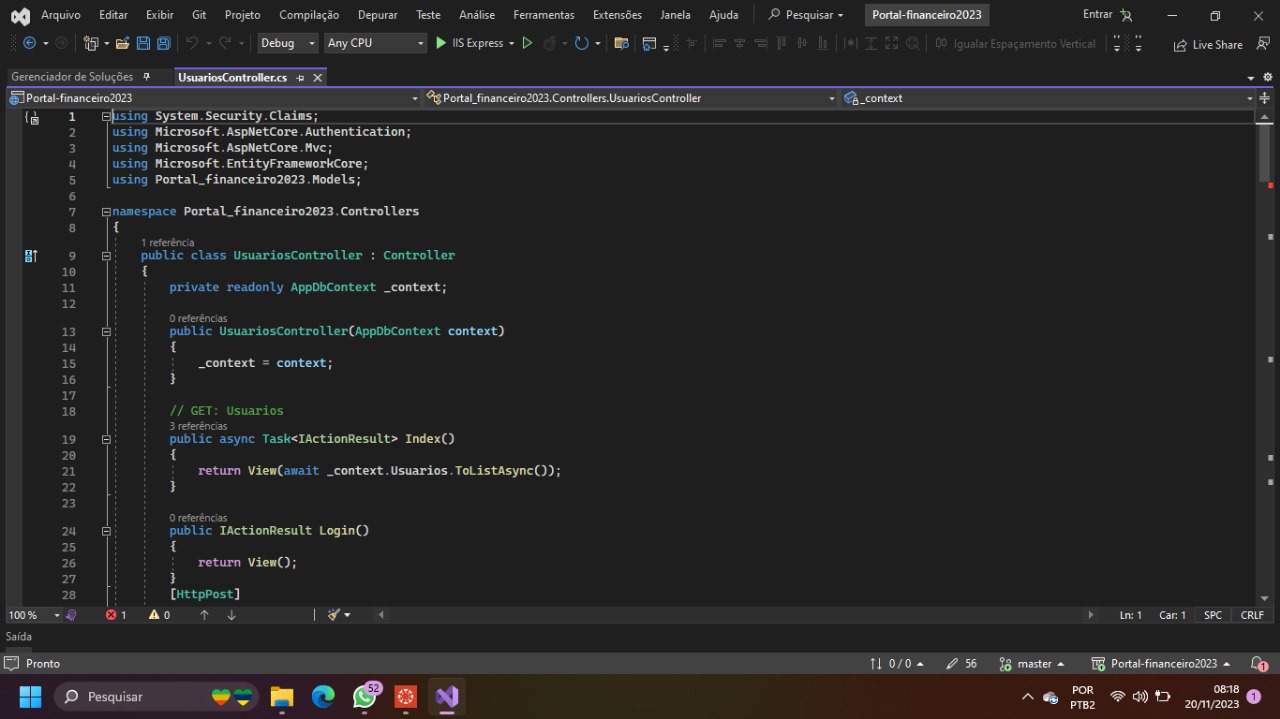 Arquivo Editar Exibir Git Projeto Compilação Depurar Teste Análise Ferramentas Extensões Janela Ajuda Pesquisar Portal-financeiro2023 Entrar
Debug Any CPU IIS Express Igualar Espaçamento Vertical Live Share
Gerenciador de Soluções UsuariosController.cs
Portal-financeiro2023 Portal_financeiro2023.Controllers.UsuariosController _context
1 using System.Security.Claims;
2 using Microsoft.AspNetCore.Authentication;
3 using Microsoft.AspNetCore.Mvc;
4 using Microsoft.EntityFrameworkCore;
5 using Portal_financeiro2023.Models;
6
7 namespace Portal_financeiro2023.Controllers
8 {
1 referência
9 public class UsuariosController : Controller
10 {
11 private readonly AppDbContext _context;
12
0 referências
13 public UsuariosController(AppDbContext context)
14 {
15 _context = context;
16 }
17
18 // GET: Usuarios
3 referências
19 public async Task<IActionResult> Index()
20 {
21 return View(await _context.Usuarios.ToListAsync());
22 }
23
0 referências
24 public IActionResult Login()
25 {
26 return View();
27 }
28 [HttpPost]
100 % 1 0 Ln: 1 Car: 1 SPC CRLF
Saída
Pronto 0 / 0 56 master Portal-financeiro2023 1
Pesquisar 52 POR 08:18
PTB2 20/11/2023 1